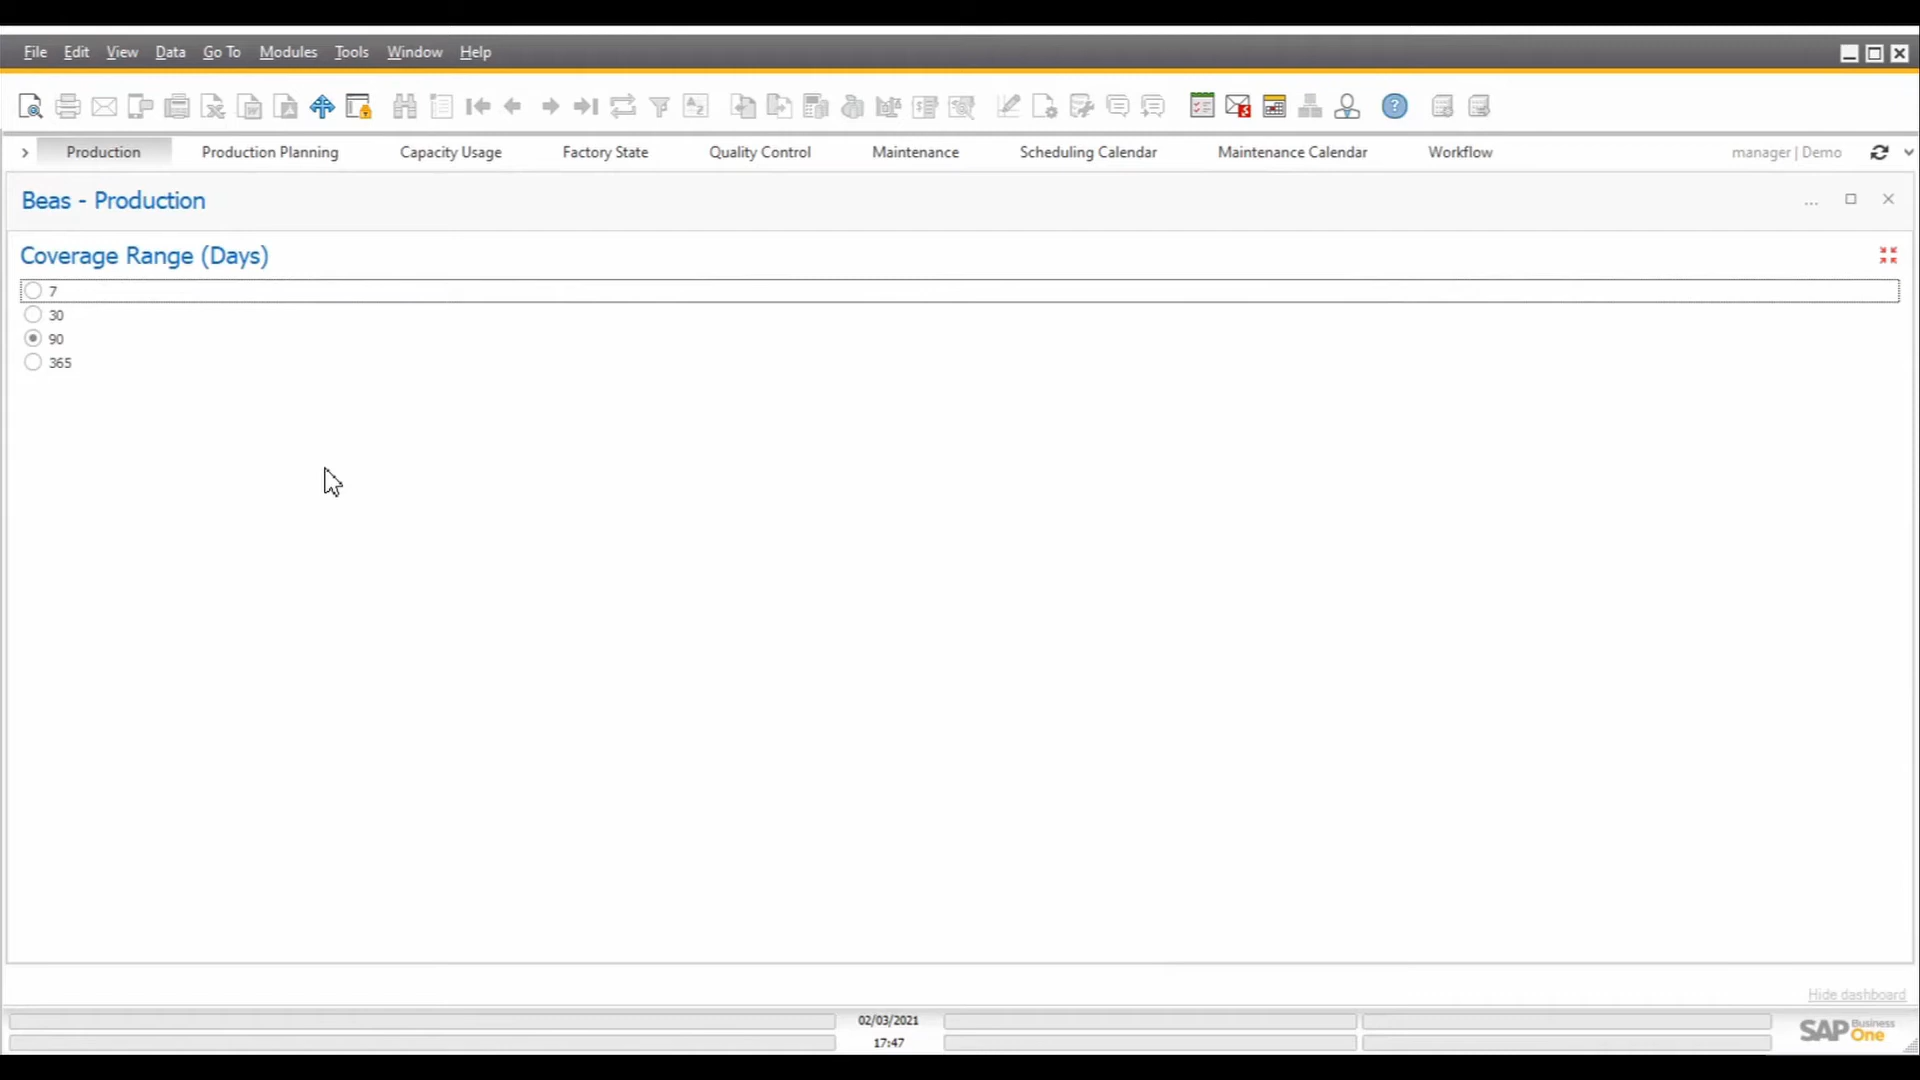 File Edit View Data Go To Modules Tools Window Help
Production Production Planning Capacity Usage Factory State Quality Control Maintenance Scheduling Calendar Maintenance Calendar Workflow manager | Demo
Beas - Production
Coverage Range (Days)
7
30
90
365
Hide dashboard
02/03/2021
17:47
SAP Business One